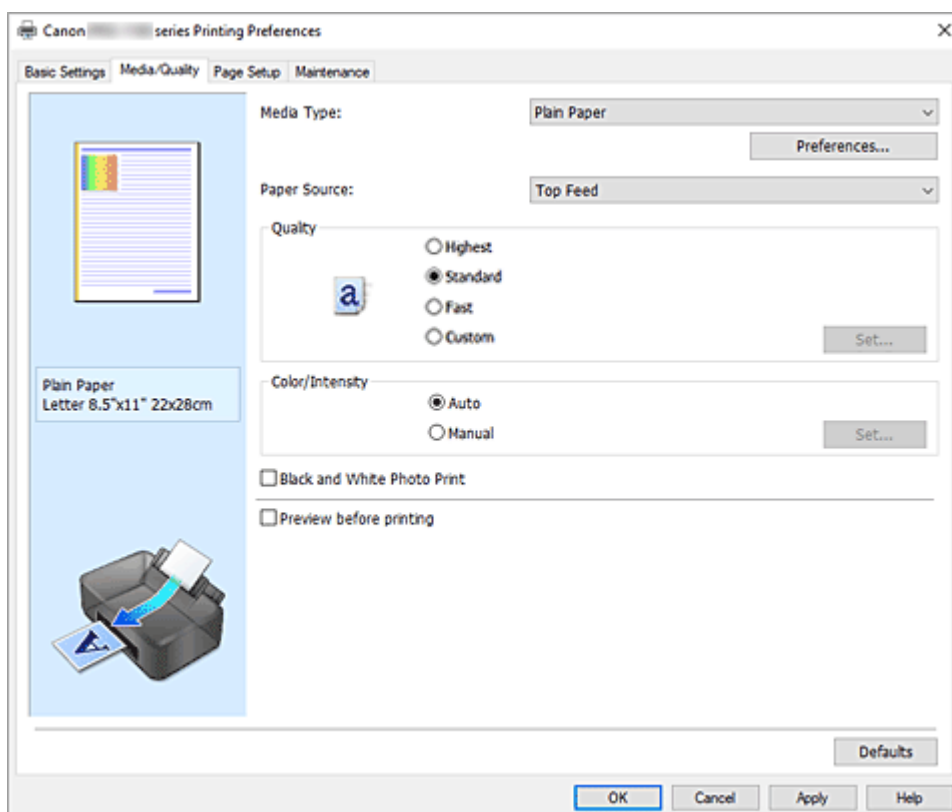 Canon series Printing Preferences
Basic Settings Media/Quality Page Setup Maintenance
Media Type: Plain Paper
Preferences...
Paper Source: Top Feed
Quality
Highest
a Standard
Fast
Custom Set...
Plain Paper
Letter 8.5"x11" 22x28cm
Color/Intensity
Auto
Manual Set...
Black and White Photo Print
Preview before printing
A
Defaults
OK Cancel Apply Help